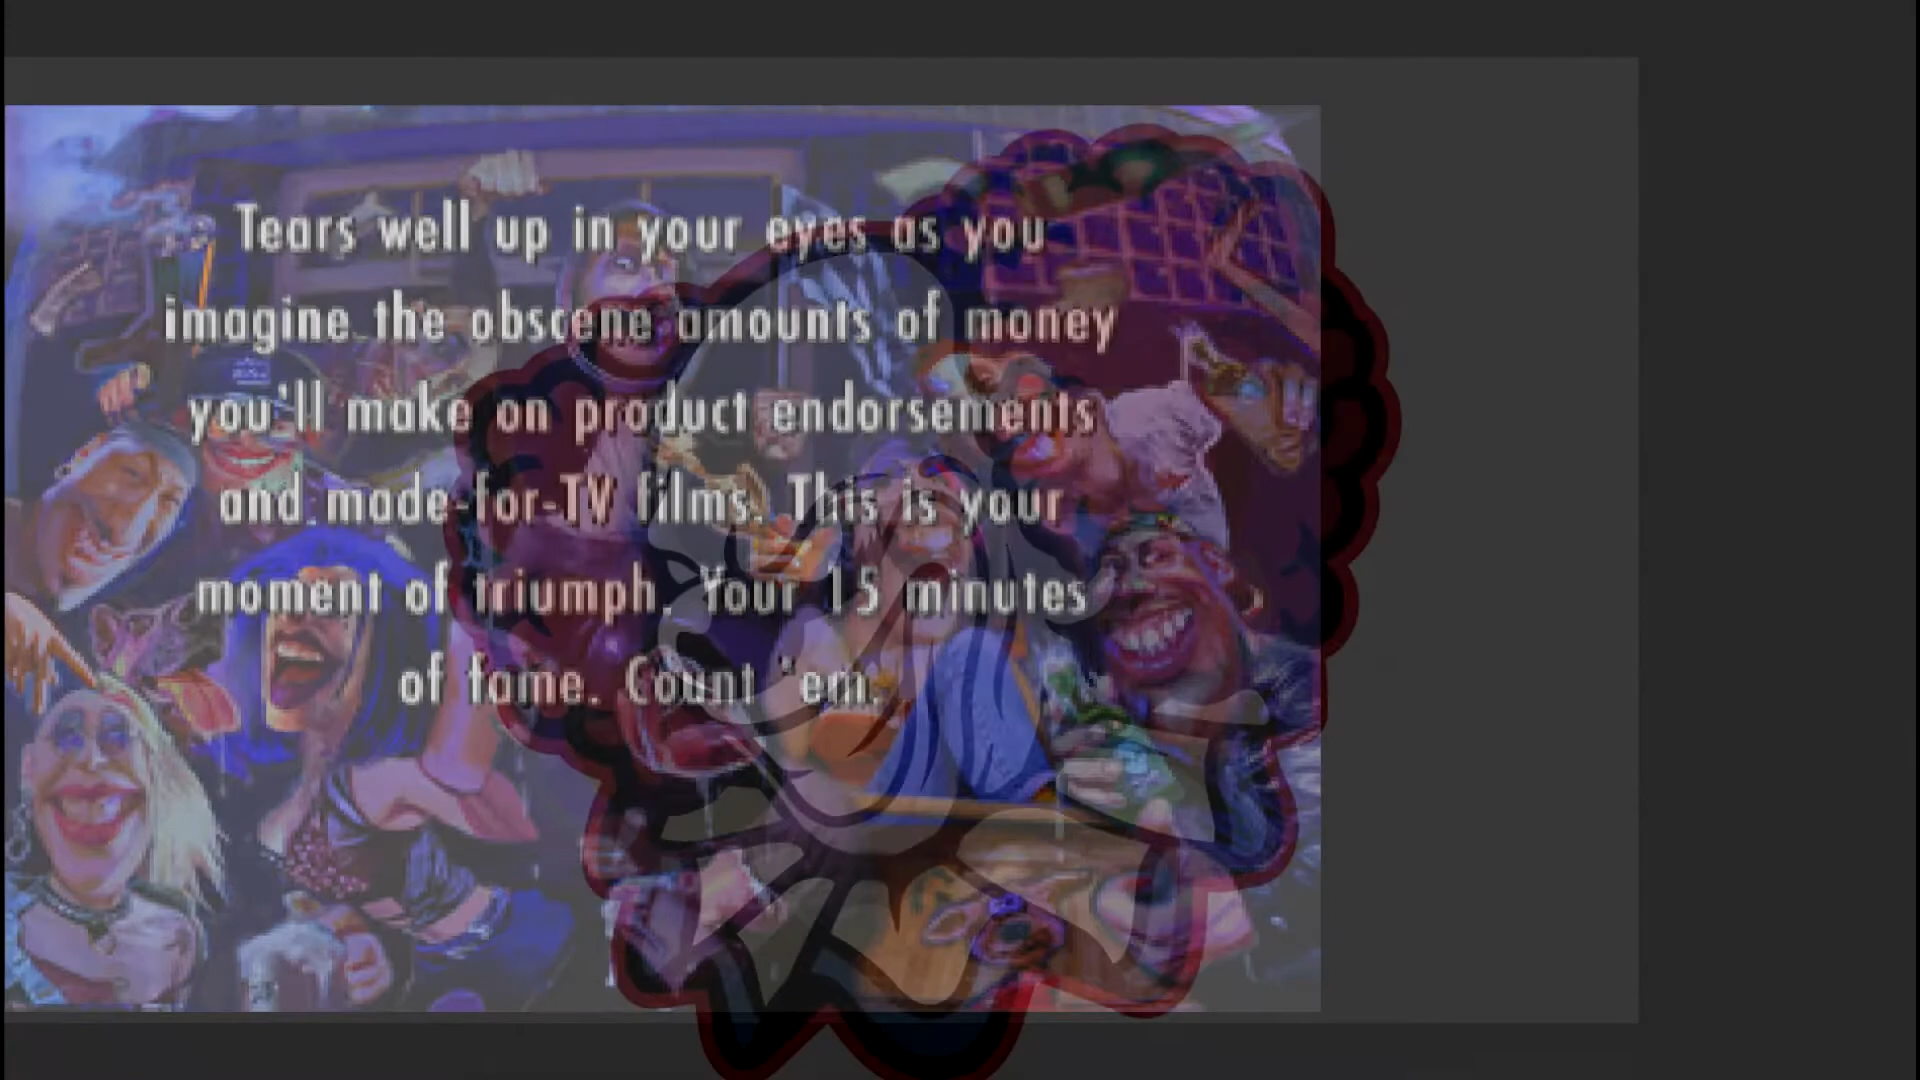 Tears well up in your eyes as you
imagine the obscene amounts of money
you'll make on product endorsements
and made-for-TV films. This is your
moment of triumph. Your 15 minutes
of fame. Count 'em.